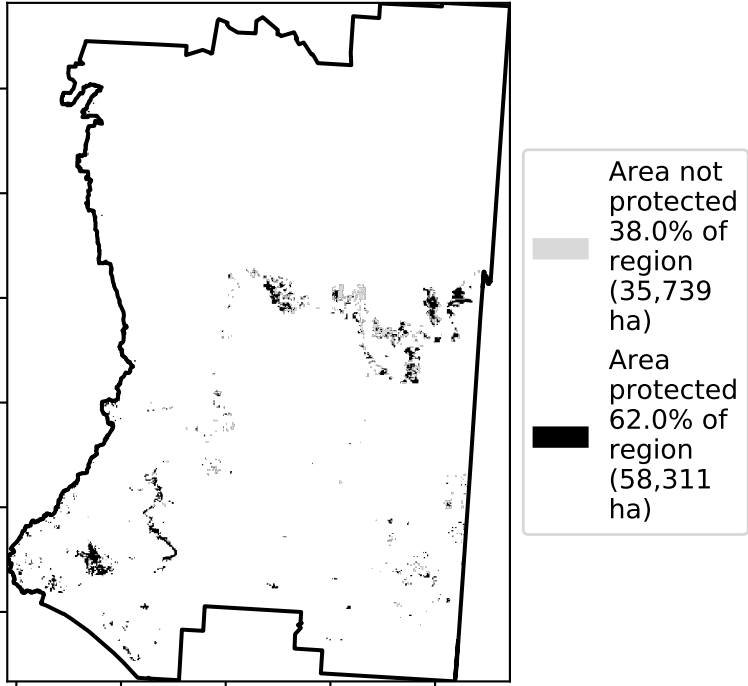 Area not
protected
38.0% of
region
(35,739
ha)
Area
protected
62.0% of
region
(58,311
ha)